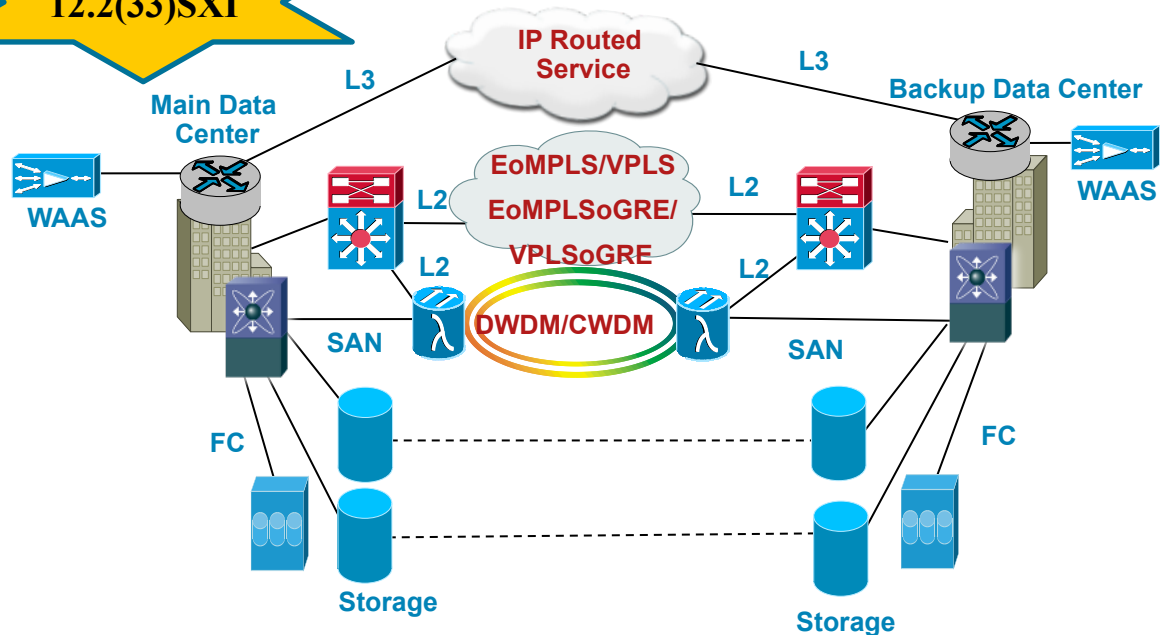 12.2(33)SXI
IP Routed
Service
L3
L3
Main Data
Center
Backup Data Center
WAAS
WAAS
EoMPLS/VPLS
EoMPLSoGRE/
VPLSoGRE
L2
L2
L2
L2
DWDM/CWDM
λ
λ
SAN
SAN
FC
FC
Storage
Storage